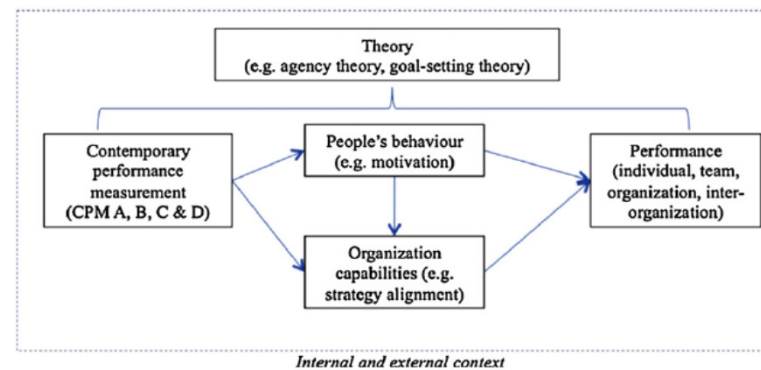 Theory
(e.g. agency theory, goal-setting theory)
Contemporary
performance
measurement
(CPM A, B, C & D)
People's behaviour
(e.g. motivation)
Performance
(individual, team,
organization, inter-
organization)
Organization
capabilities (e.g.
strategy alignment)
Internal and external context